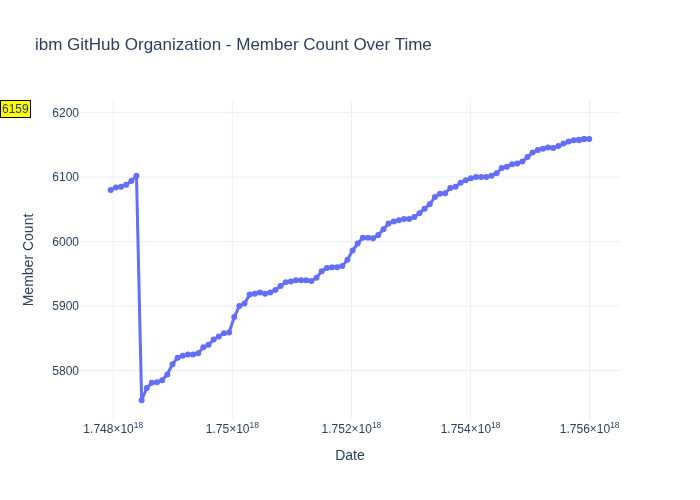 ibm GitHub Organization - Member Count Over Time
6159
6200
6100
6000
5900
5800
Member Count
1.748×10¹⁸ 1.75×10¹⁸ 1.752×10¹⁸ 1.754×10¹⁸ 1.756×10¹⁸
Date